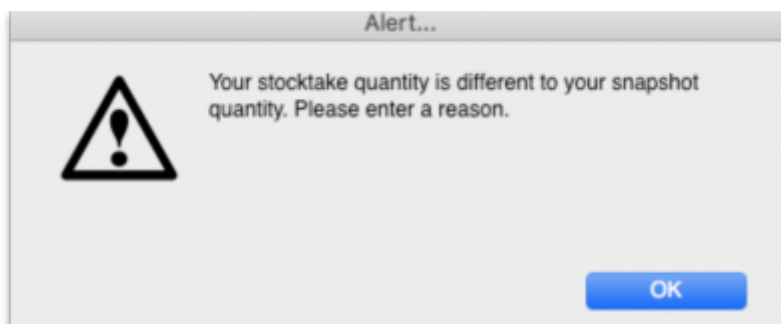 Alert...
Your stocktake quantity is different to your snapshot
quantity. Please enter a reason.
OK